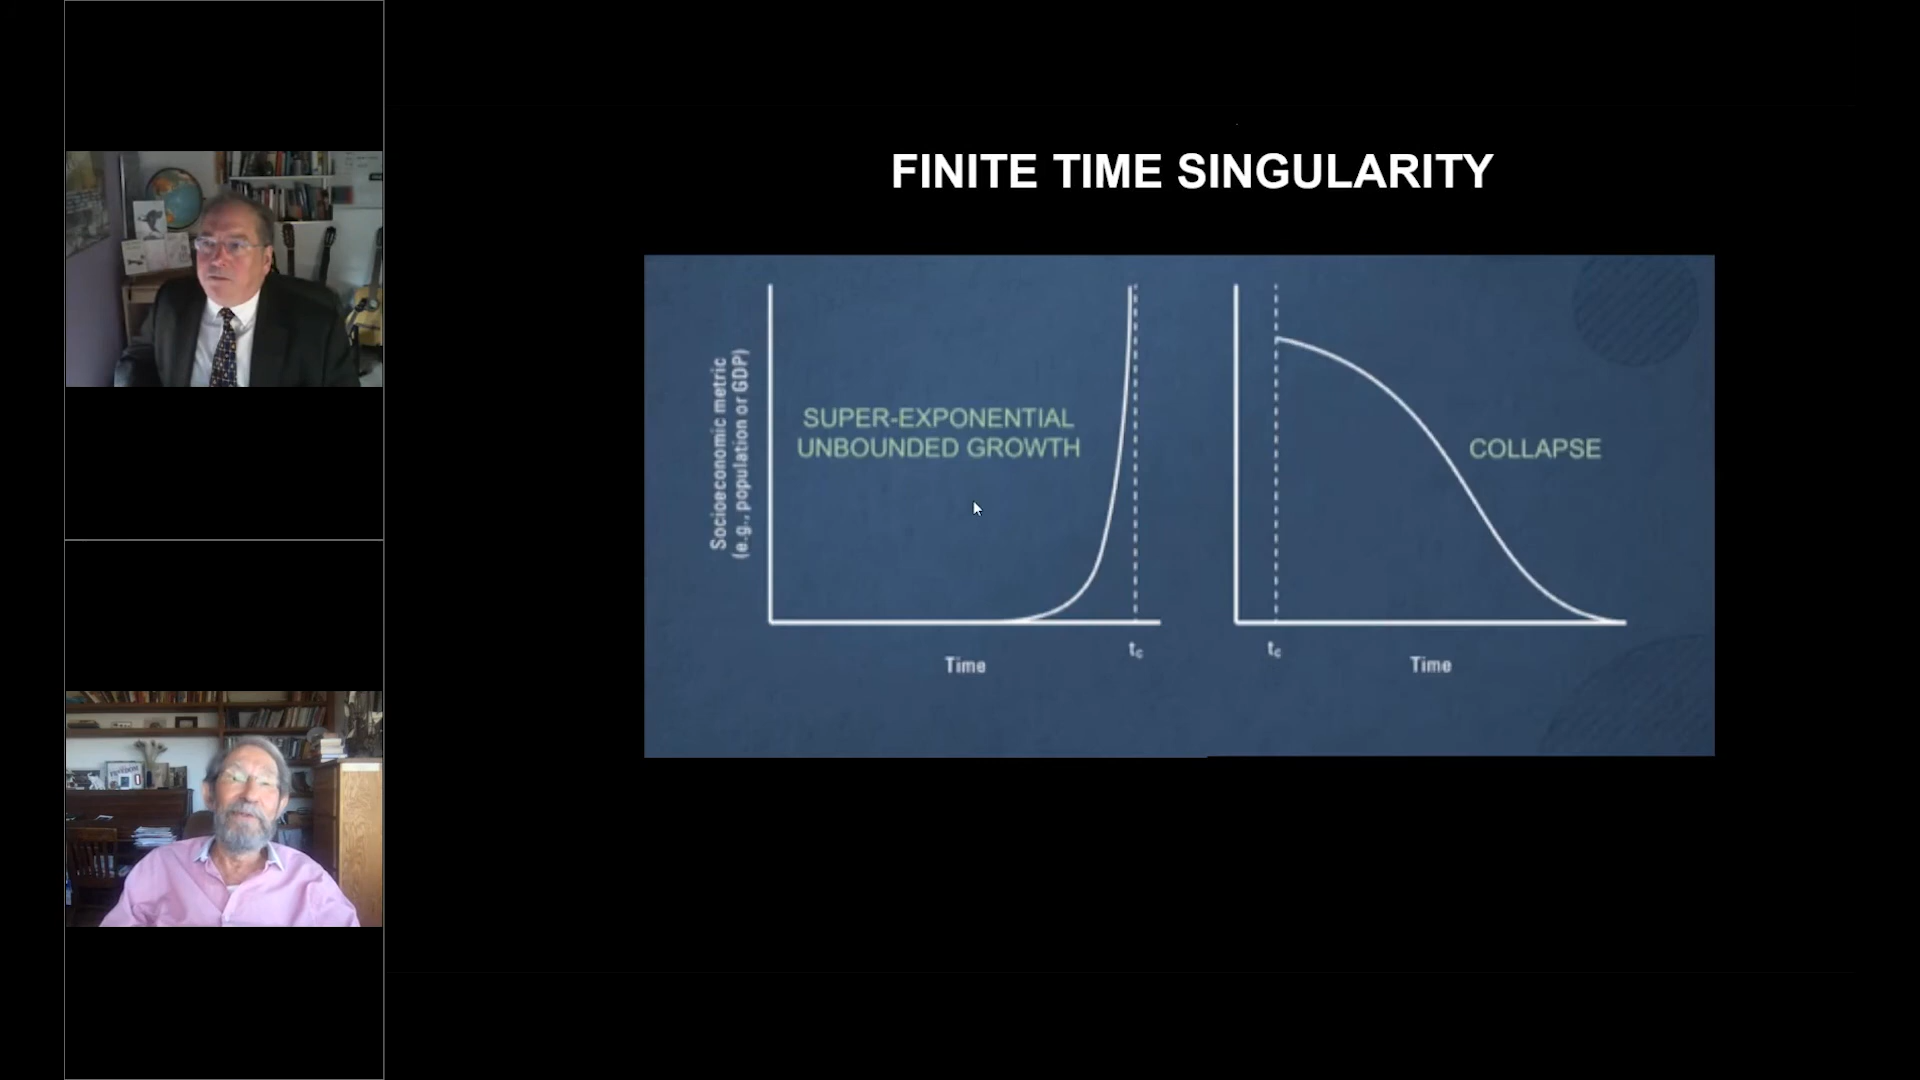 FINITE TIME SINGULARITY
Socioeconomic metric
(e.g., population or GDP)
SUPER-EXPONENTIAL
UNBOUNDED GROWTH
tc
Time
COLLAPSE
tc
Time